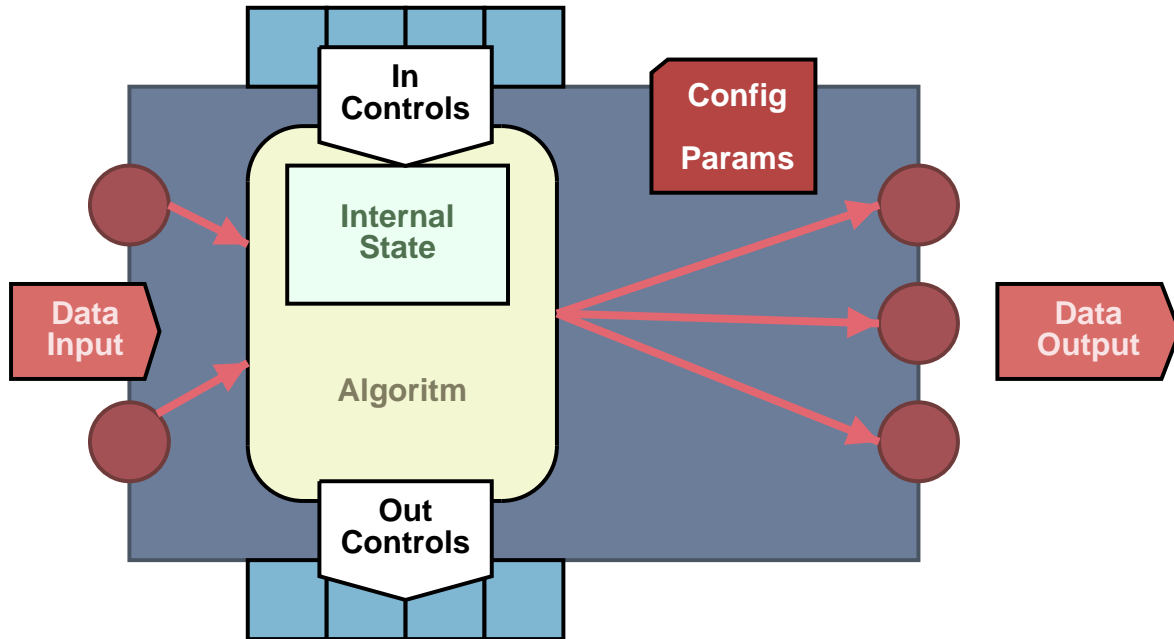 In
Controls
Config
Params
Internal
State
Data
Input
Data
Output
Algoritm
Out
Controls